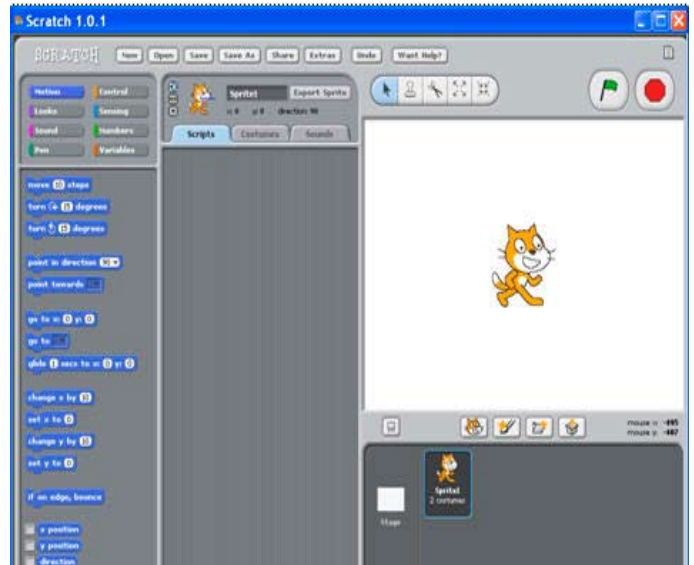 Scratch 1.0.1
SCRATCH New Open Save Save As Share Extras Undo Want Help?
Motion Control
Looks Sensing
Sound Numbers
Pen Variables
Sprite1 Export Sprite
x: 0 y: 0 direction: 90
Scripts Costumes Sounds
move 10 steps
turn 15 degrees
turn 15 degrees
point in direction 90
point towards
go to x: 0 y: 0
go to
glide 1 secs to x: 0 y: 0
change x by 10
set x to 0
change y by 10
set y to 0
if on edge, bounce
x position
y position
direction
mouse x: -495
mouse y: -487
Sprite1
2 costumes
Stage